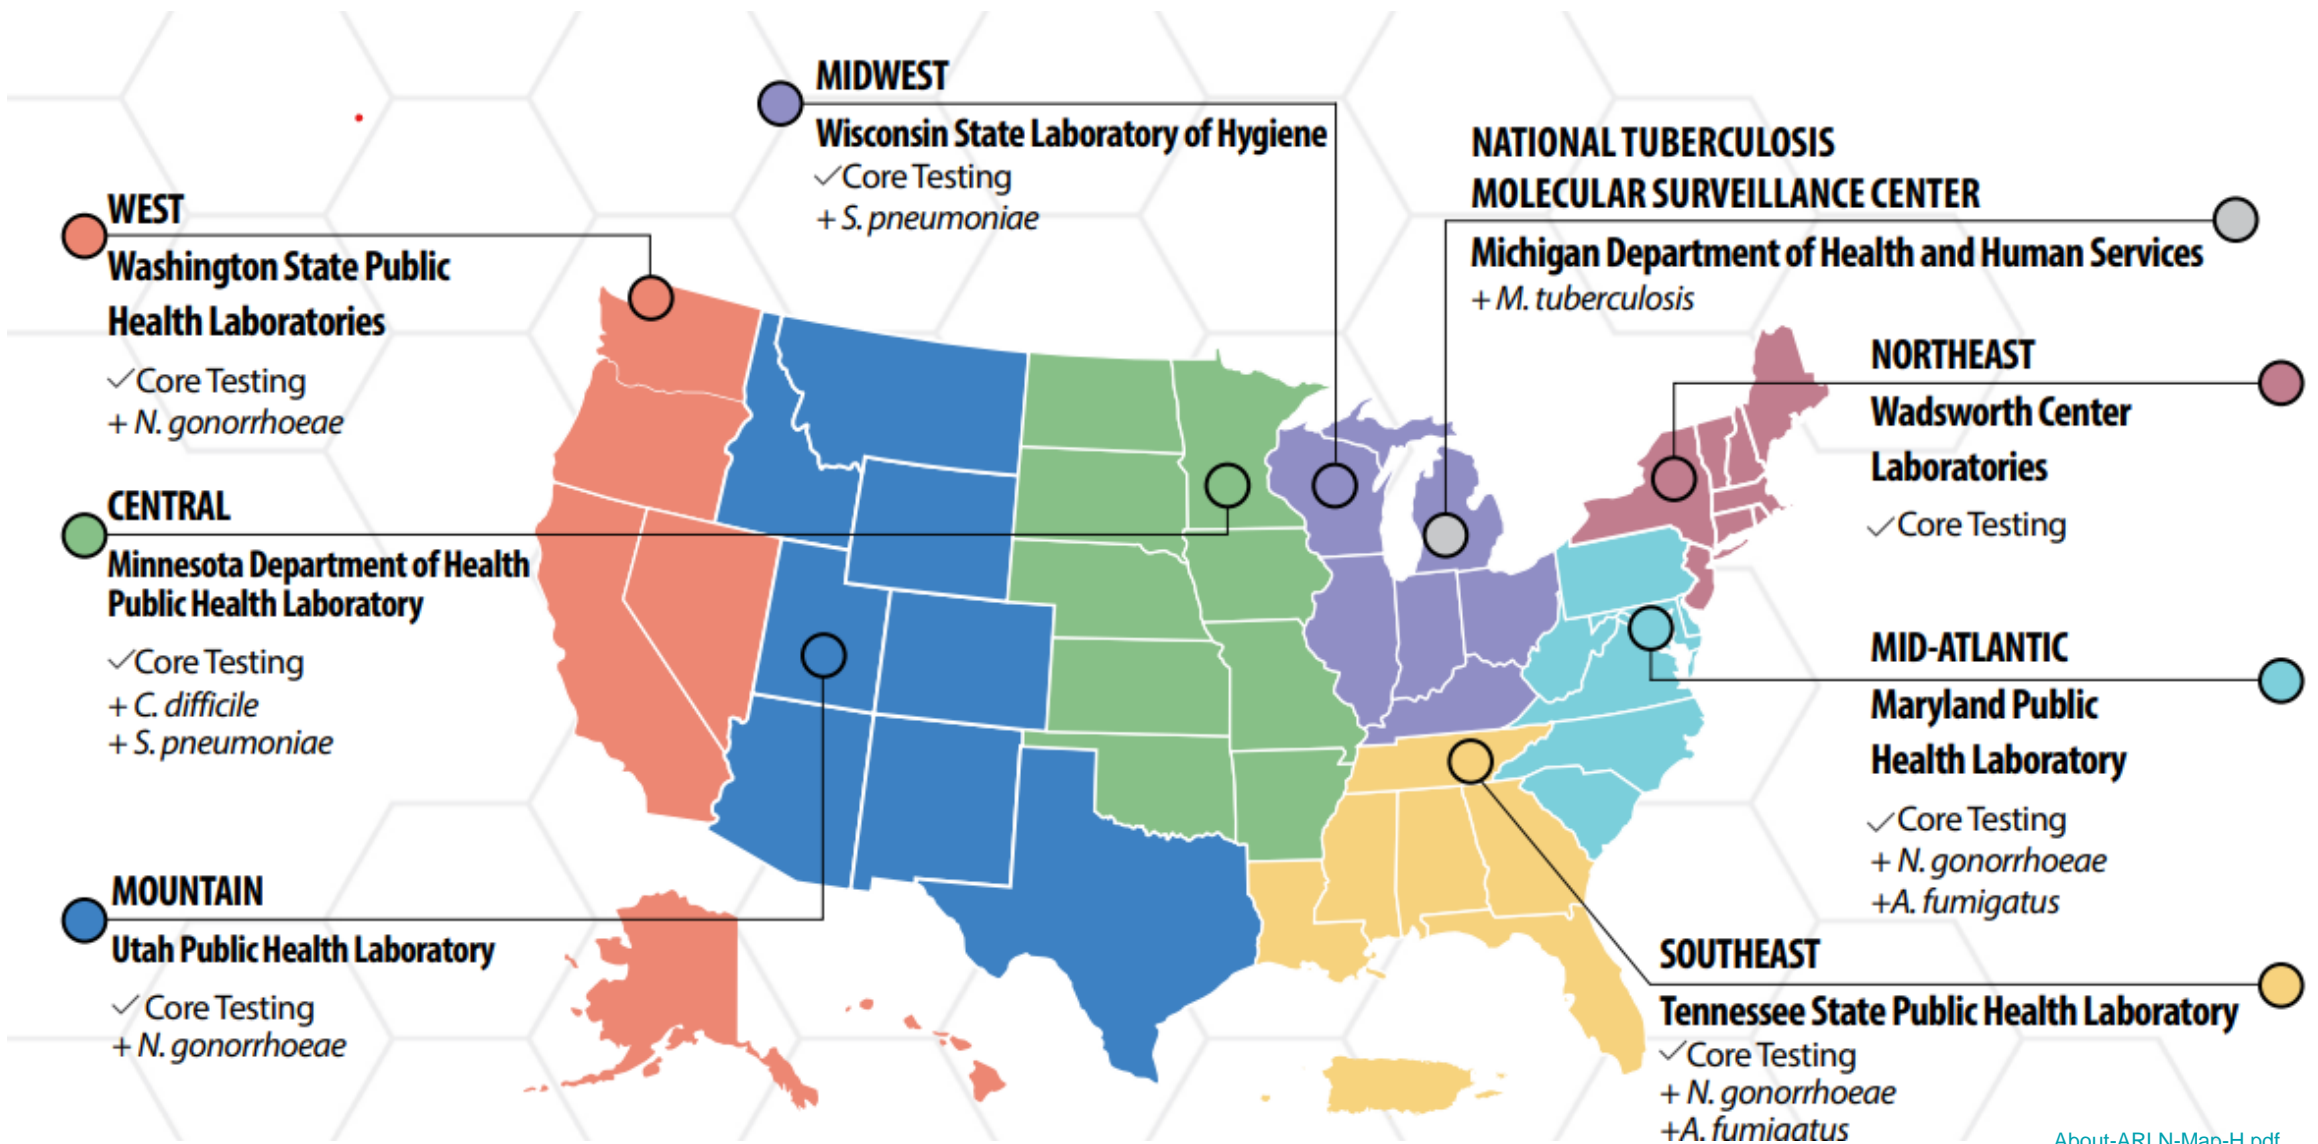 MIDWEST
Wisconsin State Laboratory of Hygiene
✓Core Testing
+ S. pneumoniae
NATIONAL TUBERCULOSIS
MOLECULAR SURVEILLANCE CENTER
Michigan Department of Health and Human Services
+ M. tuberculosis
WEST
Washington State Public
Health Laboratories
✓Core Testing
+ N. gonorrhoeae
NORTHEAST
Wadsworth Center
Laboratories
✓Core Testing
CENTRAL
Minnesota Department of Health
Public Health Laboratory
✓Core Testing
+ C. difficile
+ S. pneumoniae
MID-ATLANTIC
Maryland Public
Health Laboratory
✓Core Testing
+ N. gonorrhoeae
+A. fumigatus
MOUNTAIN
Utah Public Health Laboratory
✓ Core Testing
+ N. gonorrhoeae
SOUTHEAST
Tennessee State Public Health Laboratory
✓Core Testing
+ N. gonorrhoeae
+A. fumigatus
About-ARLN-Map-H.pdf